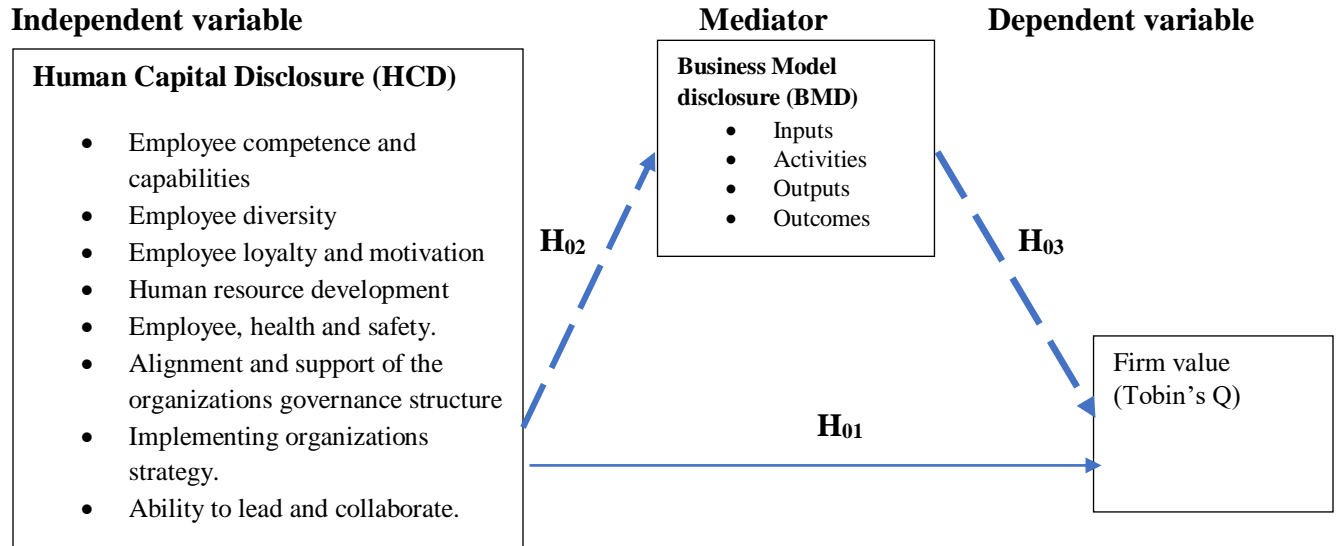 Independent variable
Mediator
Dependent variable
Human Capital Disclosure (HCD)
• Employee competence and
capabilities
• Employee diversity
• Employee loyalty and motivation
• Human resource development
• Employee, health and safety.
• Alignment and support of the
organizations governance structure
• Implementing organizations
strategy.
• Ability to lead and collaborate.
H02
Business Model
disclosure (BMD)
• Inputs
• Activities
• Outputs
• Outcomes
H03
H01
Firm value
(Tobin’s Q)